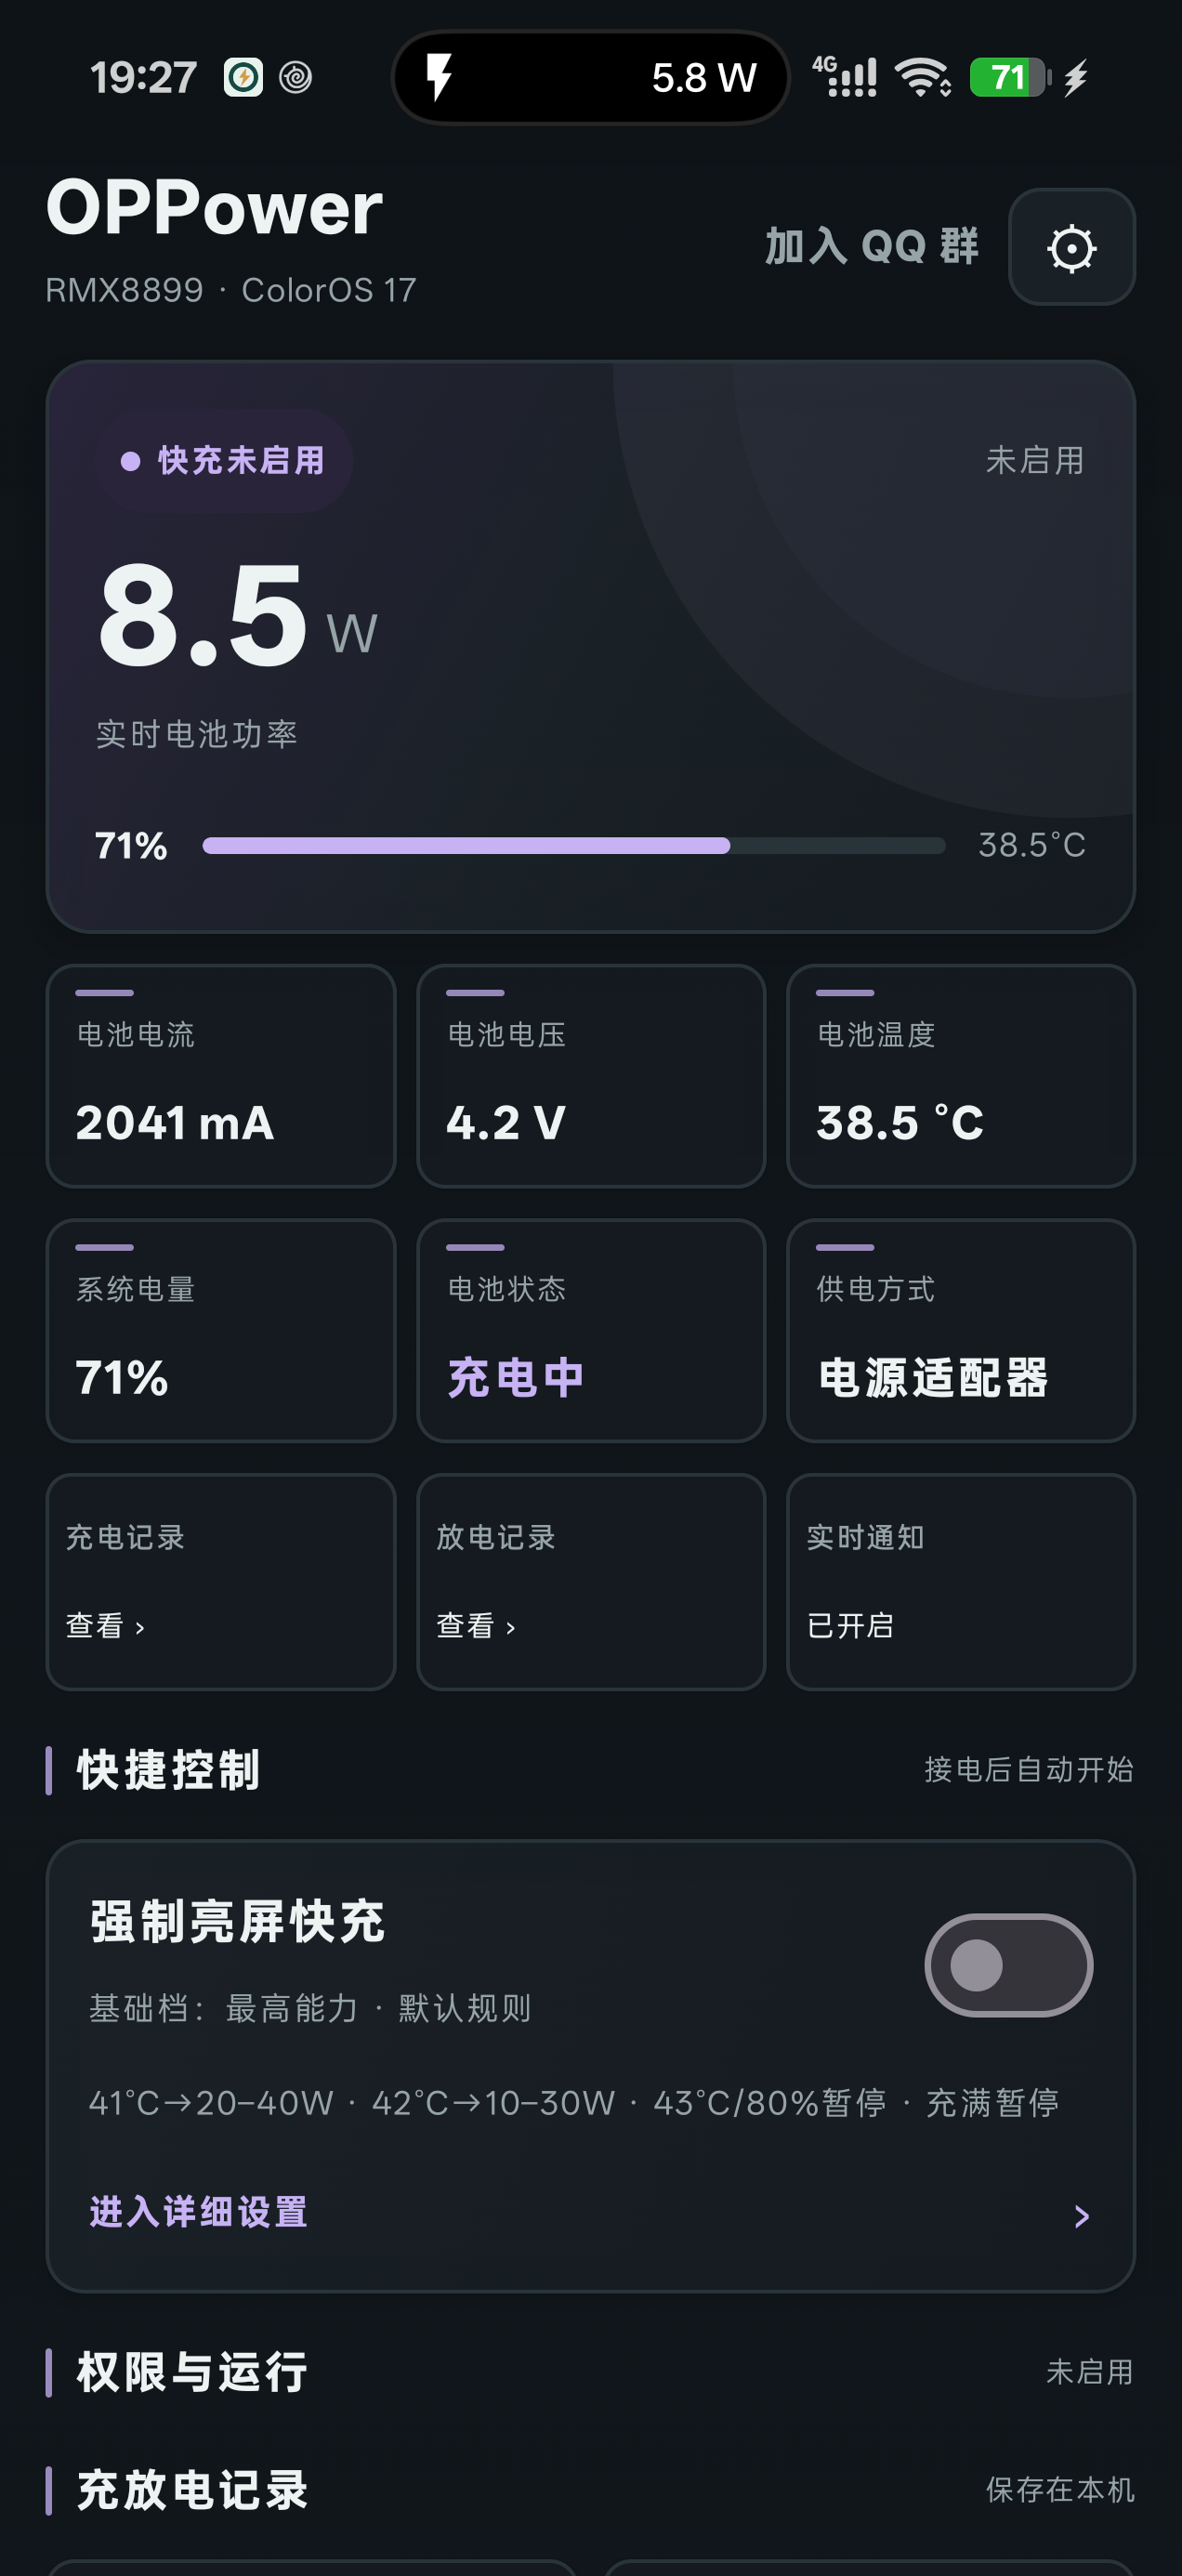 19:27
5.8 W
4G
71
OPPower
加入 QQ 群
RMX8899 · ColorOS 17
快充未启用
未启用
8.5 W
实时电池功率
71%
38.5°C
电池电流
电池电压
电池温度
2041 mA
4.2 V
38.5 °C
系统电量
电池状态
供电方式
71%
充电中
电源适配器
充电记录
放电记录
实时通知
查看 ›
查看 ›
已开启
快捷控制
接电后自动开始
强制亮屏快充
基础档：最高能力 · 默认规则
41°C→20–40W · 42°C→10–30W · 43°C/80%暂停 · 充满暂停
进入详细设置 ›
权限与运行
未启用
充放电记录
保存在本机